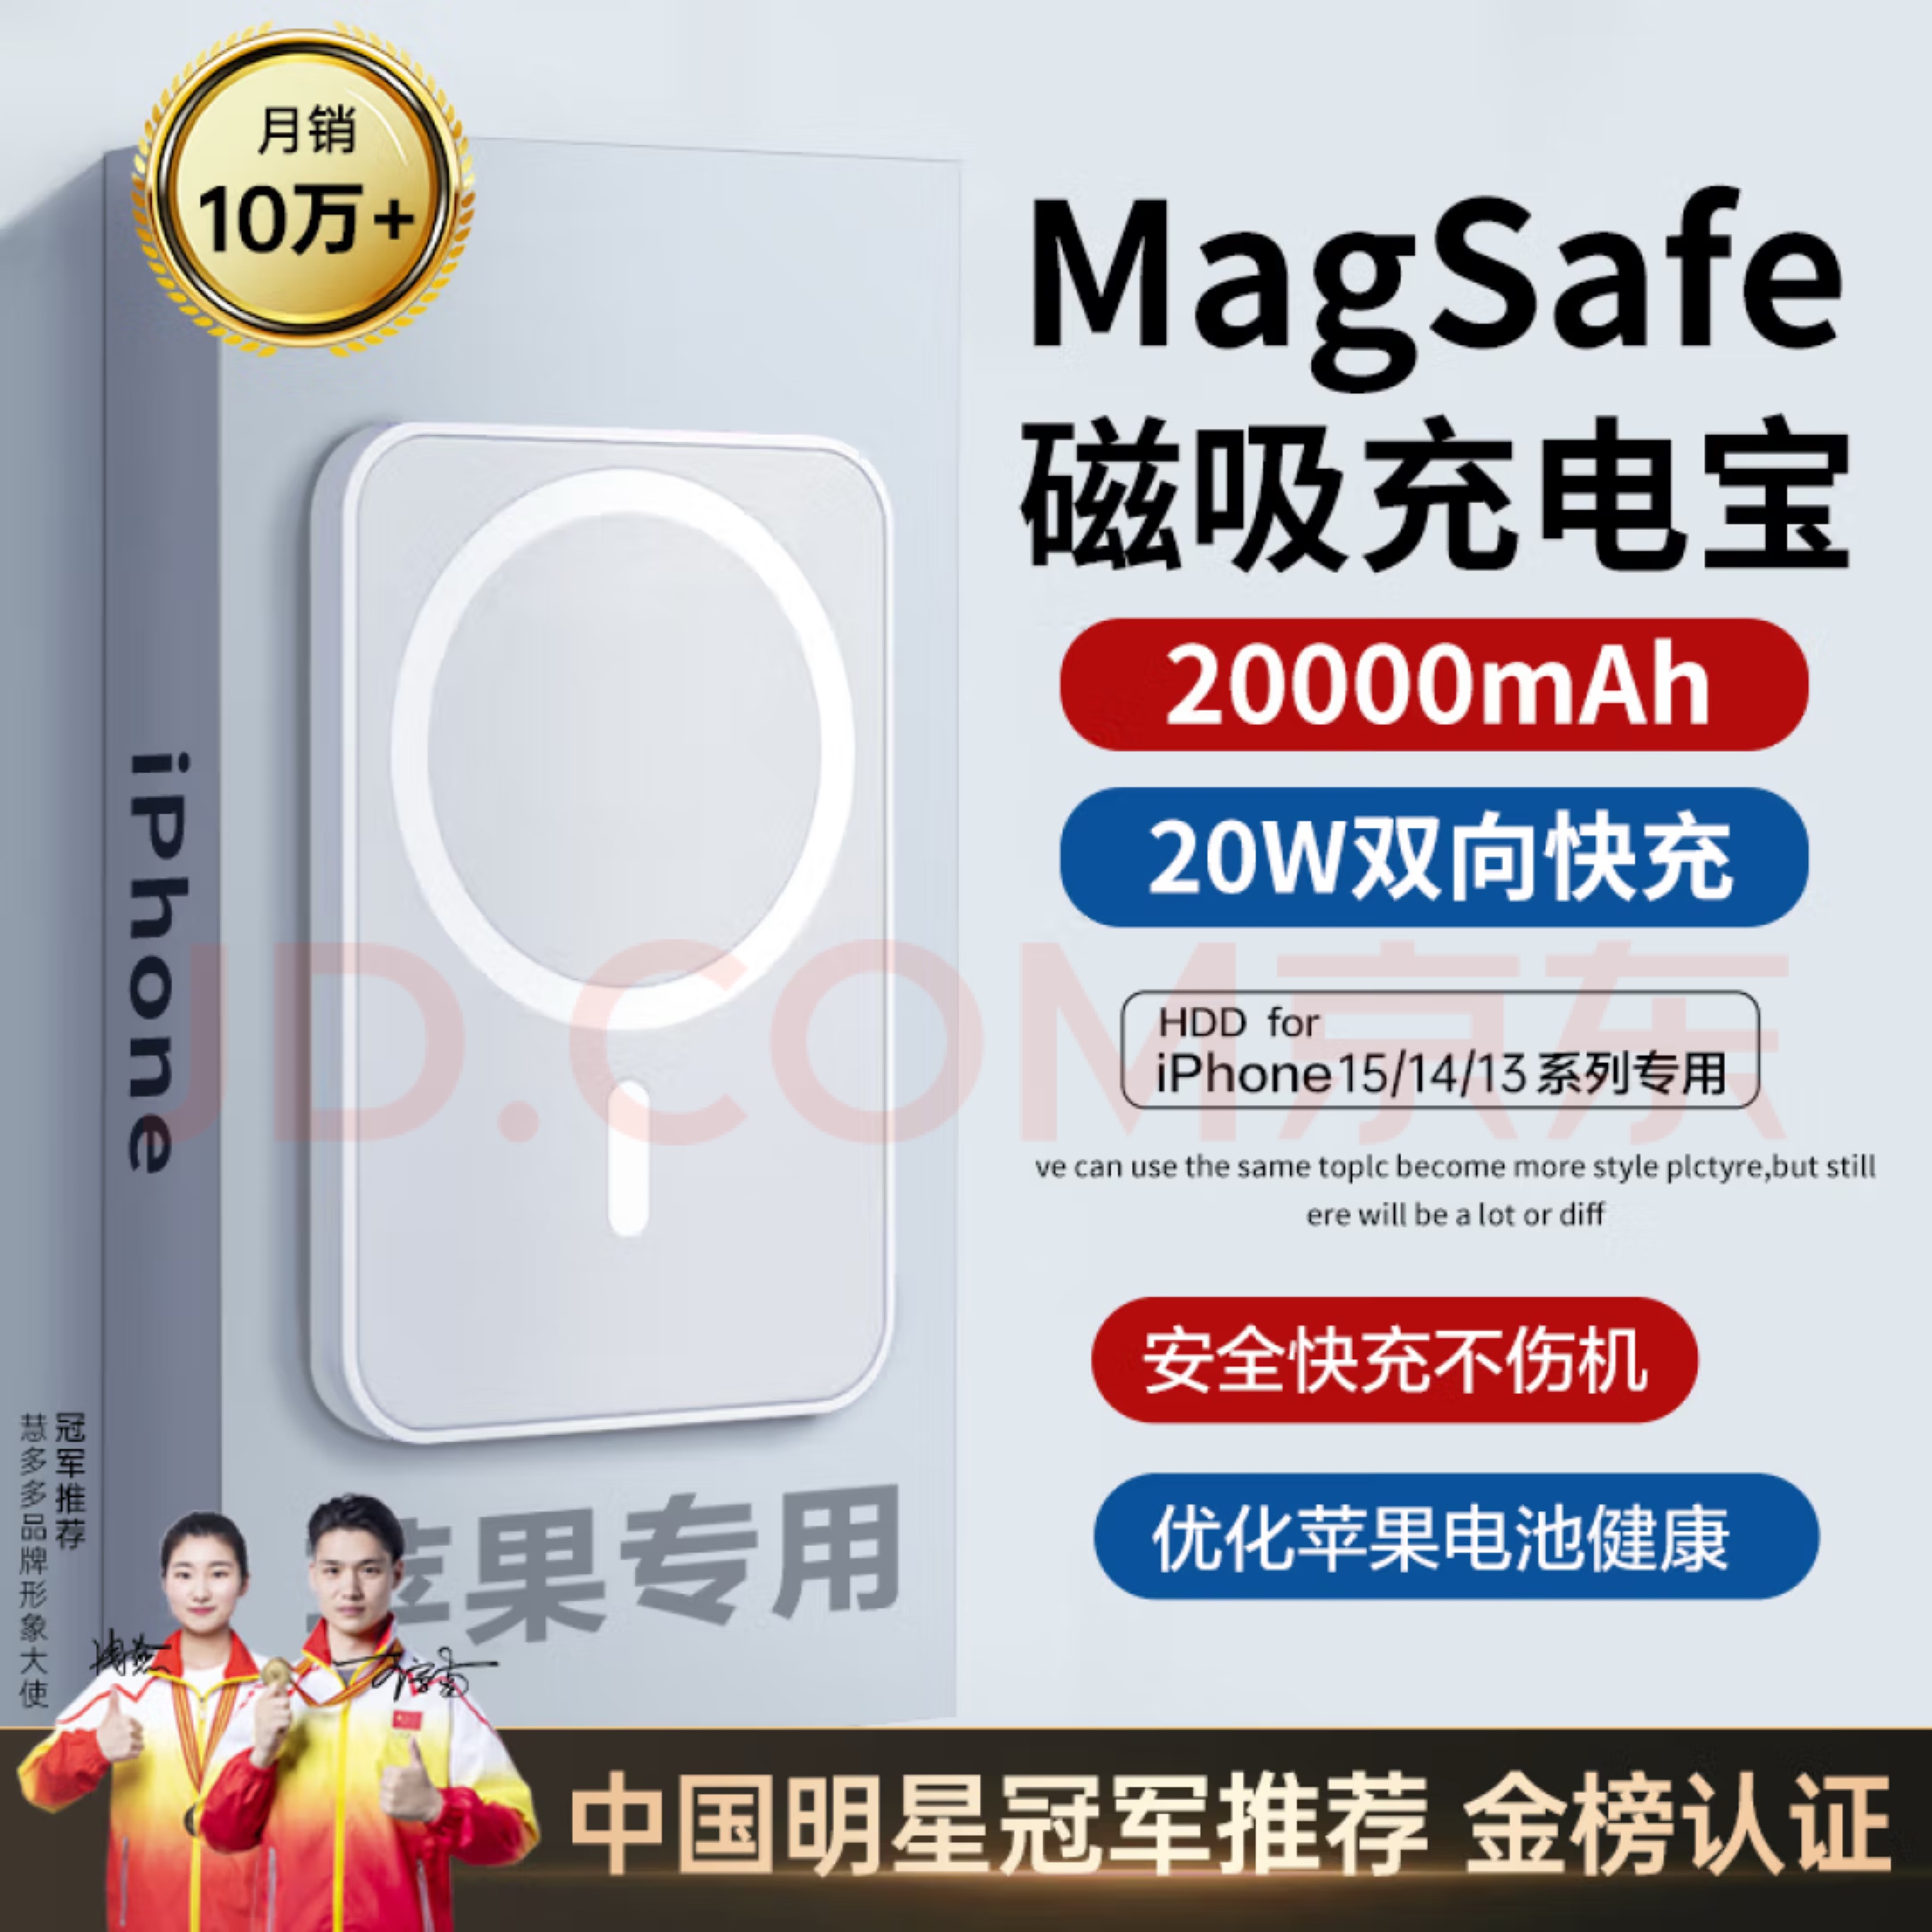 月销
10万+
MagSafe
磁吸充电宝
20000mAh
20W双向快充
iPhone
JD.COM京东
HDD for
iPhone15/14/13系列专用
ve can use the same toplc become more style plctyre,but still
ere will be a lot or diff
安全快充不伤机
优化苹果电池健康
苹果专用
冠军推荐
慧多多品牌形象大使
中国明星冠军推荐 金榜认证